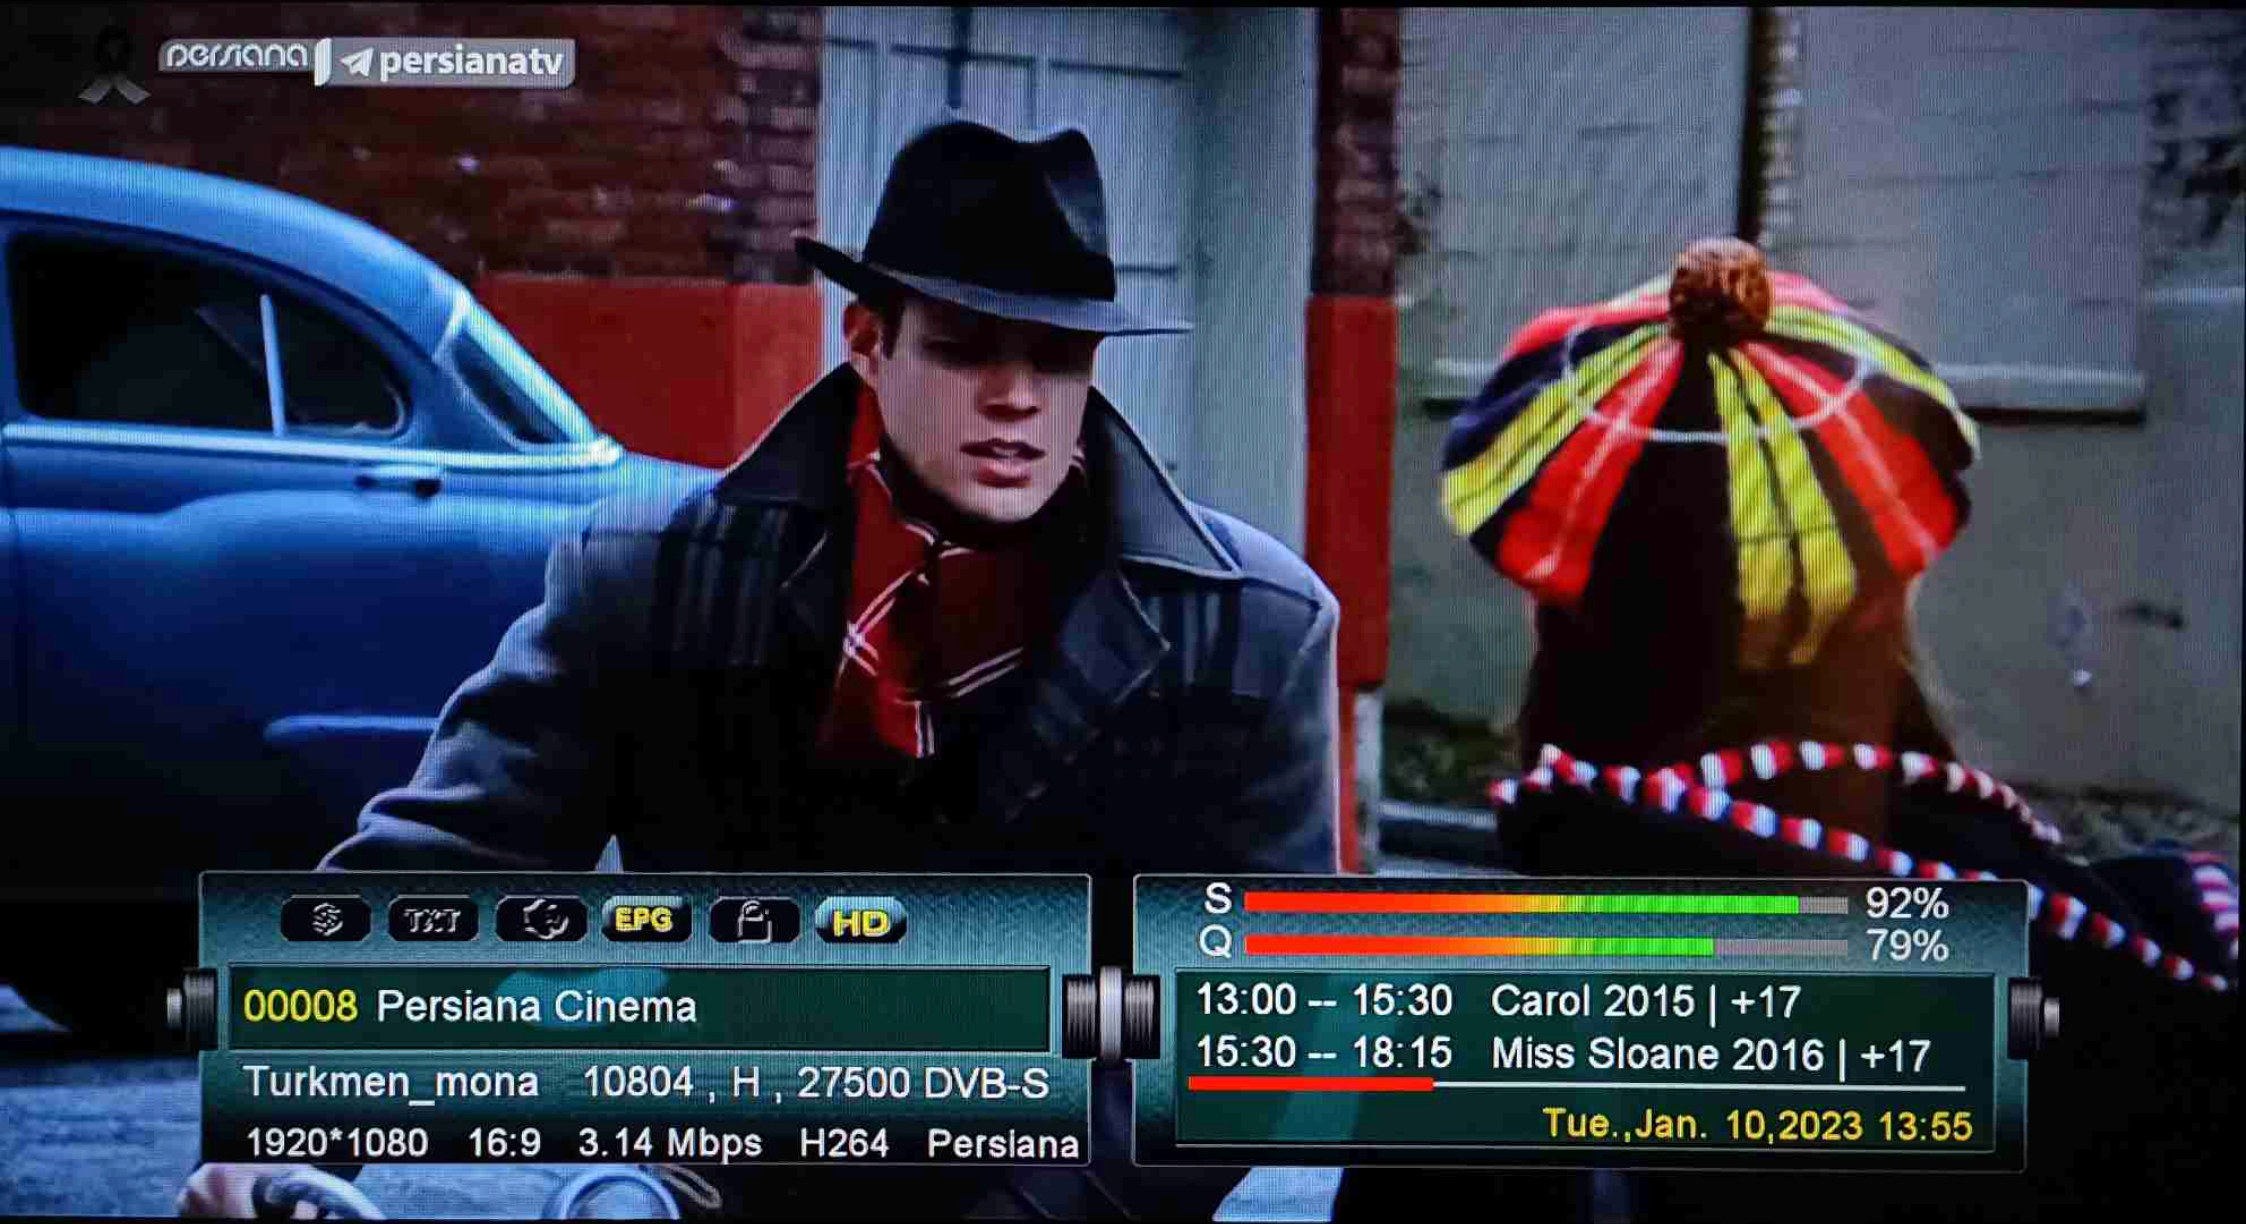 persiana persianatv
TXT EPG HD
00008 Persiana Cinema
Turkmen_mona 10804 , H , 27500 DVB-S
1920*1080 16:9 3.14 Mbps H264 Persiana
S 92%
Q 79%
13:00 -- 15:30 Carol 2015 | +17
15:30 -- 18:15 Miss Sloane 2016 | +17
Tue.,Jan. 10,2023 13:55